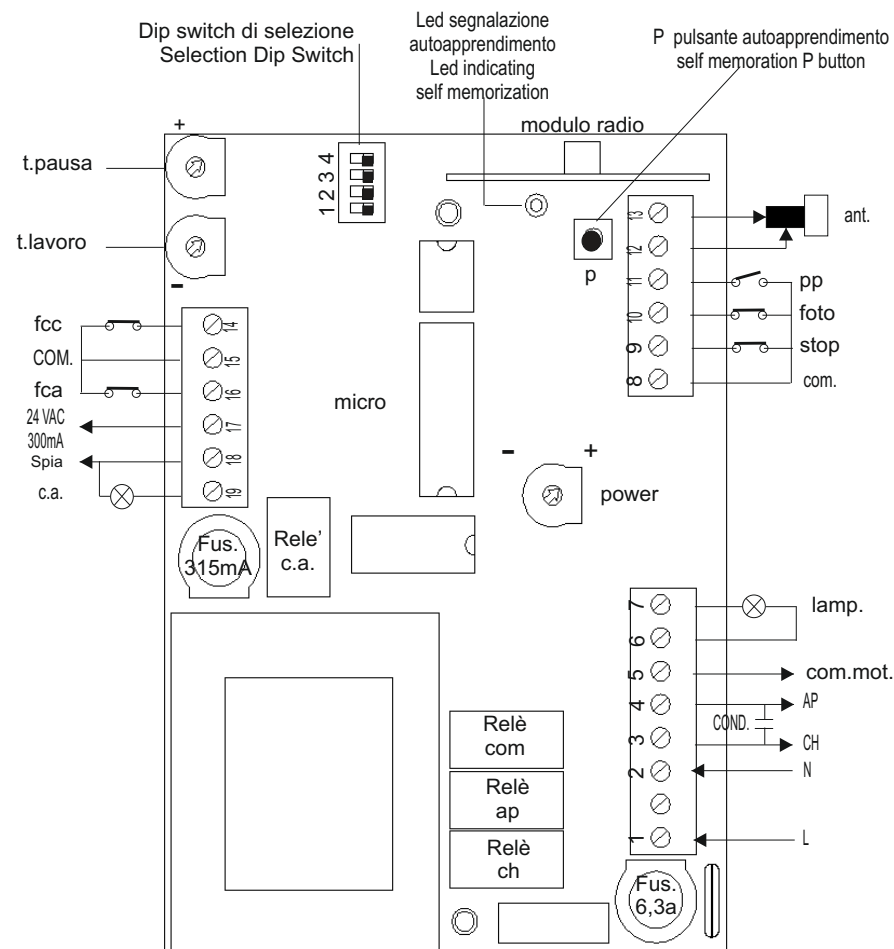 Dip switch di selezione
Selection Dip Switch
Led segnalazione
autoapprendimento
Led indicating
self memorization
P pulsante autoapprendimento
self memoration P button
modulo radio
+
t.pausa
t.lavoro
-
1 2 3 4
p
13
12
11
10
9
8
ant.
pp
foto
stop
com.
fcc
COM.
fca
24 VAC
300mA
Spia
c.a.
14
15
16
17
18
19
micro
- +
power
Fus.
315mA
Rele’
c.a.
7
6
5
4
3
2
1
lamp.
com.mot.
AP
COND.
CH
N
L
Relè
com
Relè
ap
Relè
ch
Fus.
6,3a